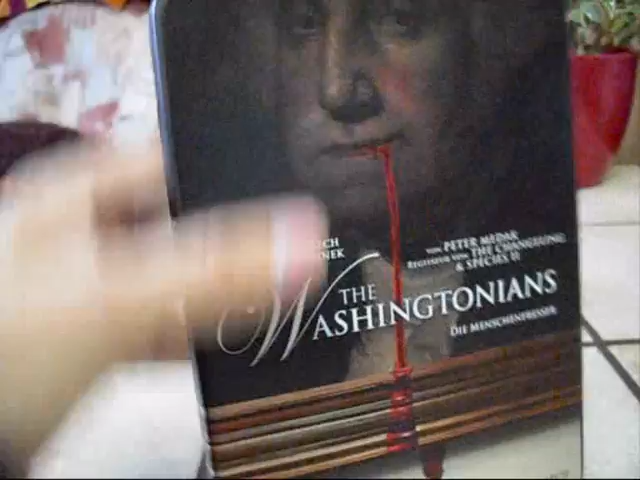 VON PETER MEDAK
REGISSEUR VON THE CHANGELING
& SPECIES II
THE
WASHINGTONIANS
DIE MENSCHENFRESSER